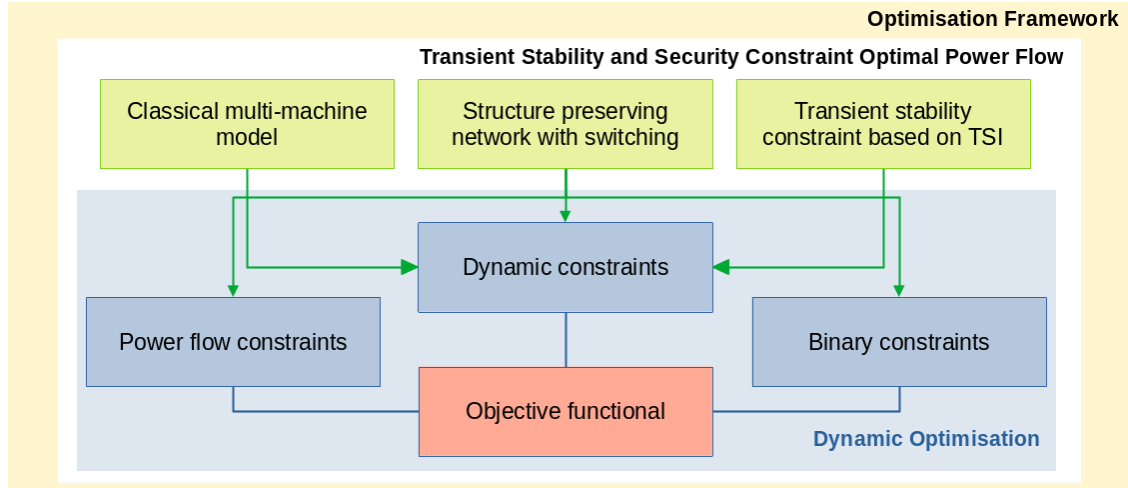 Optimisation Framework
Transient Stability and Security Constraint Optimal Power Flow
Classical multi-machine
model
Structure preserving
network with switching
Transient stability
constraint based on TSI
Dynamic constraints
Power flow constraints
Binary constraints
Objective functional
Dynamic Optimisation